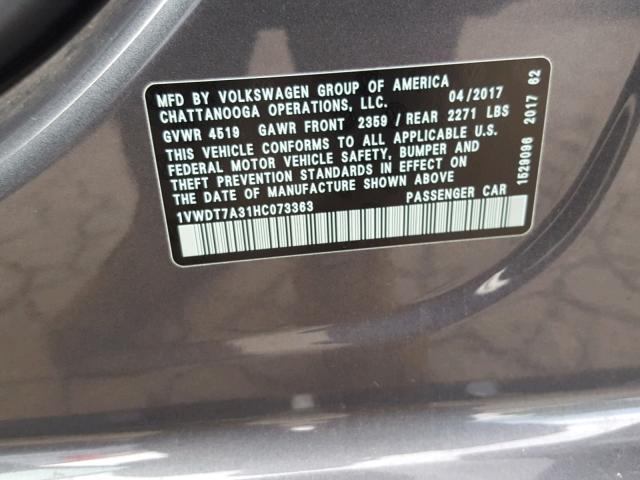 MFD BY VOLKSWAGEN GROUP OF AMERICA
CHATTANOOGA OPERATIONS, LLC. 04/2017
GVWR 4519 GAWR FRONT 2359 / REAR 2271 LBS
THIS VEHICLE CONFORMS TO ALL APPLICABLE U.S.
FEDERAL MOTOR VEHICLE SAFETY, BUMPER AND
THEFT PREVENTION STANDARDS IN EFFECT ON
THE DATE OF MANUFACTURE SHOWN ABOVE
1VWDT7A31HC073363 PASSENGER CAR
1529096 2017 62